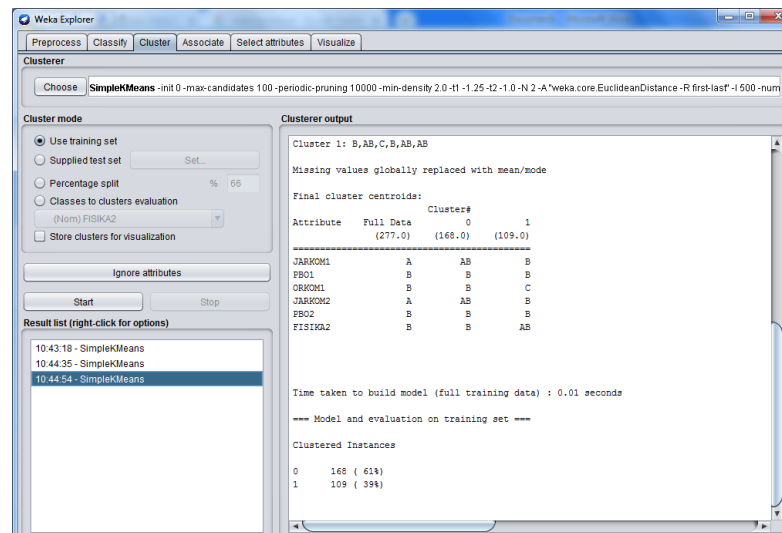 Weka Explorer
Preprocess Classify Cluster Associate Select attributes Visualize
Clusterer
Choose SimpleKMeans -init 0 -max-candidates 100 -periodic-pruning 10000 -min-density 2.0 -t1 -1.25 -t2 -1.0 -N 2 -A "weka.core.EuclideanDistance -R first-last" -I 500 -num
Cluster mode
Use training set
Supplied test set Set...
Percentage split % 66
Classes to clusters evaluation
(Nom) FISIKA2
Store clusters for visualization
Ignore attributes
Start Stop
Result list (right-click for options)
10:43:18 - SimpleKMeans
10:44:35 - SimpleKMeans
10:44:54 - SimpleKMeans
Clusterer output
Cluster 1: B,AB,C,B,AB,AB
Missing values globally replaced with mean/mode
Final cluster centroids:
Cluster#
Attribute Full Data 0 1
(277.0) (168.0) (109.0)
==============================================
JARKOM1 A AB B
PBO1 B B B
ORKOM1 B B C
JARKOM2 A AB B
PBO2 B B B
FISIKA2 B B AB
Time taken to build model (full training data) : 0.01 seconds
=== Model and evaluation on training set ===
Clustered Instances
0 168 ( 61%)
1 109 ( 39%)